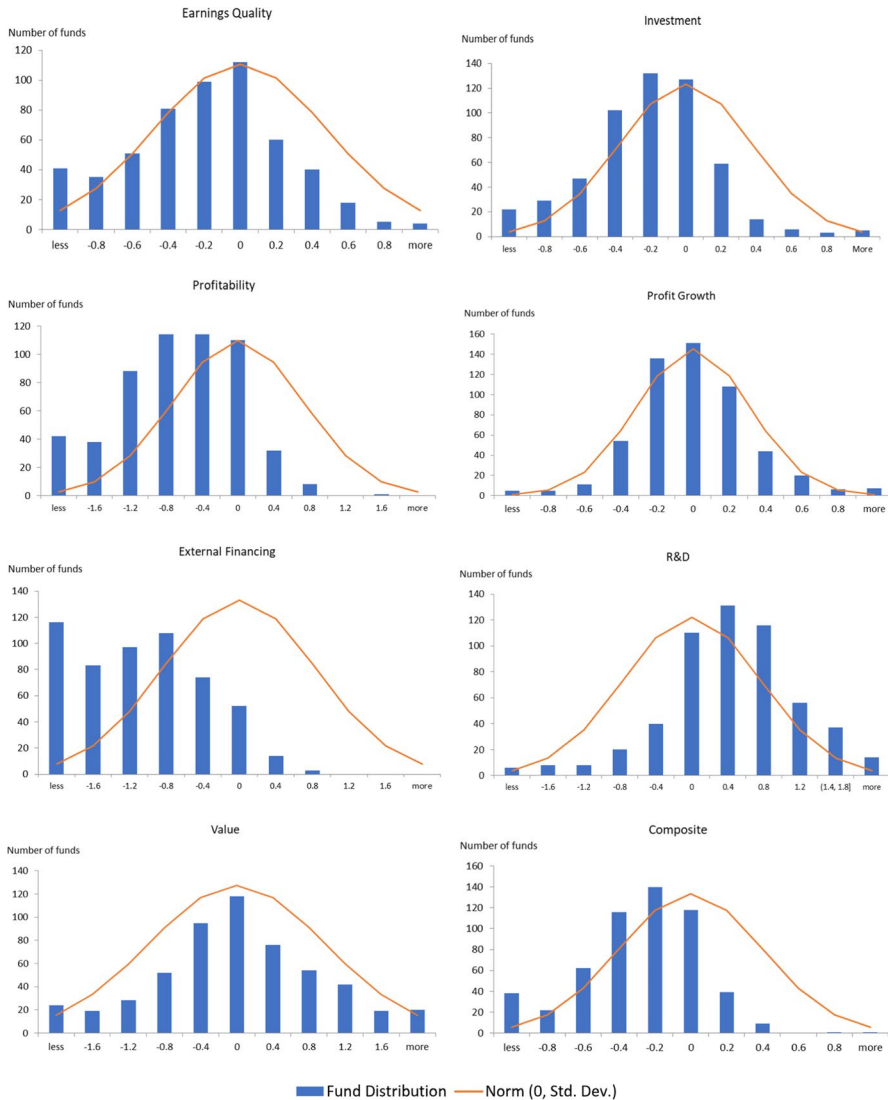 Earnings Quality
Number of funds
120
100
80
60
40
20
0
less -0.8 -0.6 -0.4 -0.2 0 0.2 0.4 0.6 0.8 more
Investment
Number of funds
140
120
100
80
60
40
20
0
less -0.8 -0.6 -0.4 -0.2 0 0.2 0.4 0.6 0.8 More
Profitability
Number of funds
120
100
80
60
40
20
0
less -1.6 -1.2 -0.8 -0.4 0 0.4 0.8 1.2 1.6 more
Profit Growth
Number of funds
160
140
120
100
80
60
40
20
0
less -0.8 -0.6 -0.4 -0.2 0 0.2 0.4 0.6 0.8 more
External Financing
Number of funds
140
120
100
80
60
40
20
0
less -1.6 -1.2 -0.8 -0.4 0 0.4 0.8 1.2 1.6 more
R&D
Number of funds
140
120
100
80
60
40
20
0
less -1.6 -1.2 -0.8 -0.4 0 0.4 0.8 1.2 (1.4, 1.8] more
Value
Number of funds
140
120
100
80
60
40
20
0
less -1.6 -1.2 -0.8 -0.4 0 0.4 0.8 1.2 1.6 more
Composite
Number of funds
160
140
120
100
80
60
40
20
0
less -0.8 -0.6 -0.4 -0.2 0 0.2 0.4 0.6 0.8 more
Fund Distribution Norm (0, Std. Dev.)